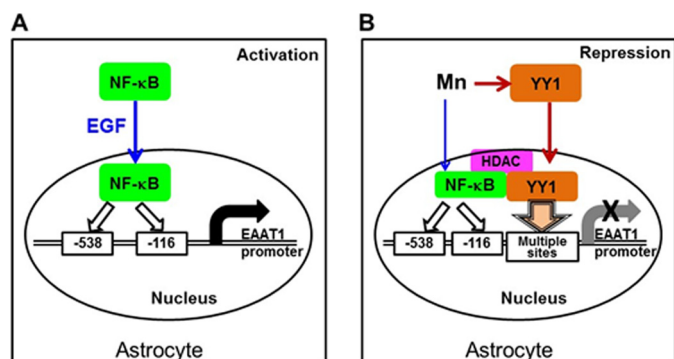 A
Activation
NF-κB
EGF
NF-κB
-538
-116
EAAT1
promoter
Nucleus
Astrocyte
B
Repression
Mn
YY1
HDAC
NF-κB
YY1
-538
-116
Multiple
sites
X
EAAT1
promoter
Nucleus
Astrocyte